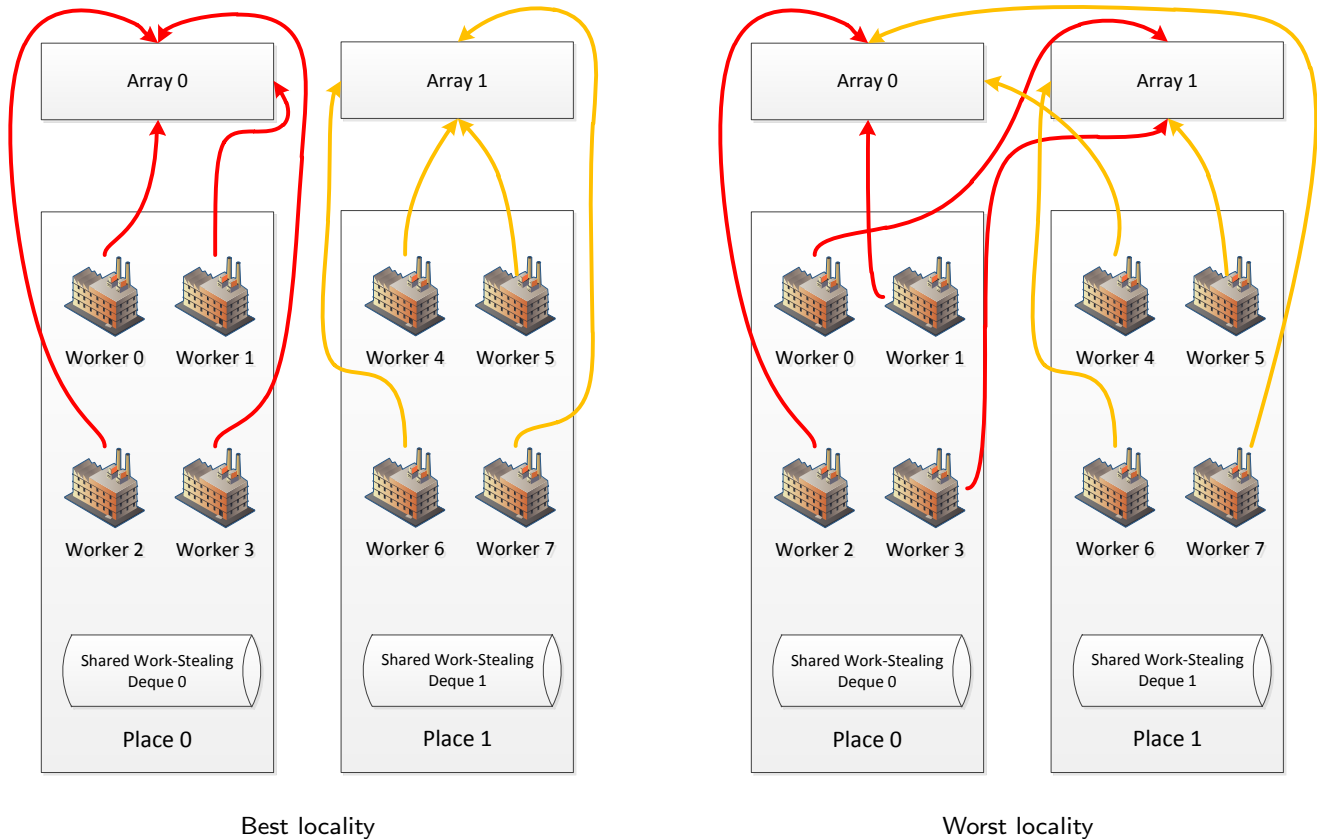 Array 0
Array 1
Array 0
Array 1
Worker 0
Worker 1
Worker 4
Worker 5
Worker 0
Worker 1
Worker 4
Worker 5
Worker 2
Worker 3
Worker 6
Worker 7
Worker 2
Worker 3
Worker 6
Worker 7
Shared Work-Stealing
Deque 0
Shared Work-Stealing
Deque 1
Shared Work-Stealing
Deque 0
Shared Work-Stealing
Deque 1
Place 0
Place 1
Place 0
Place 1
Best locality
Worst locality